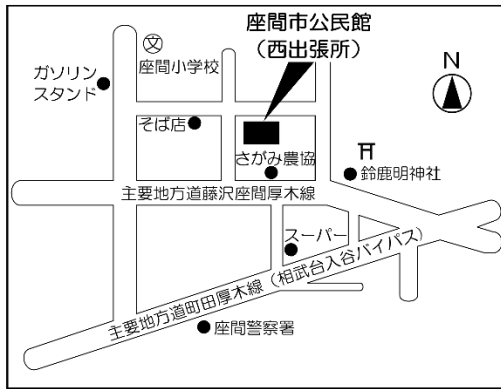 座間市公民館
（西出張所）
文
座間小学校
ガソリン
スタンド
N
そば店
さがみ農協
鈴鹿明神社
主要地方道藤沢座間厚木線
スーパー
主要地方道町田厚木線（相武台入谷バイパス）
座間警察署